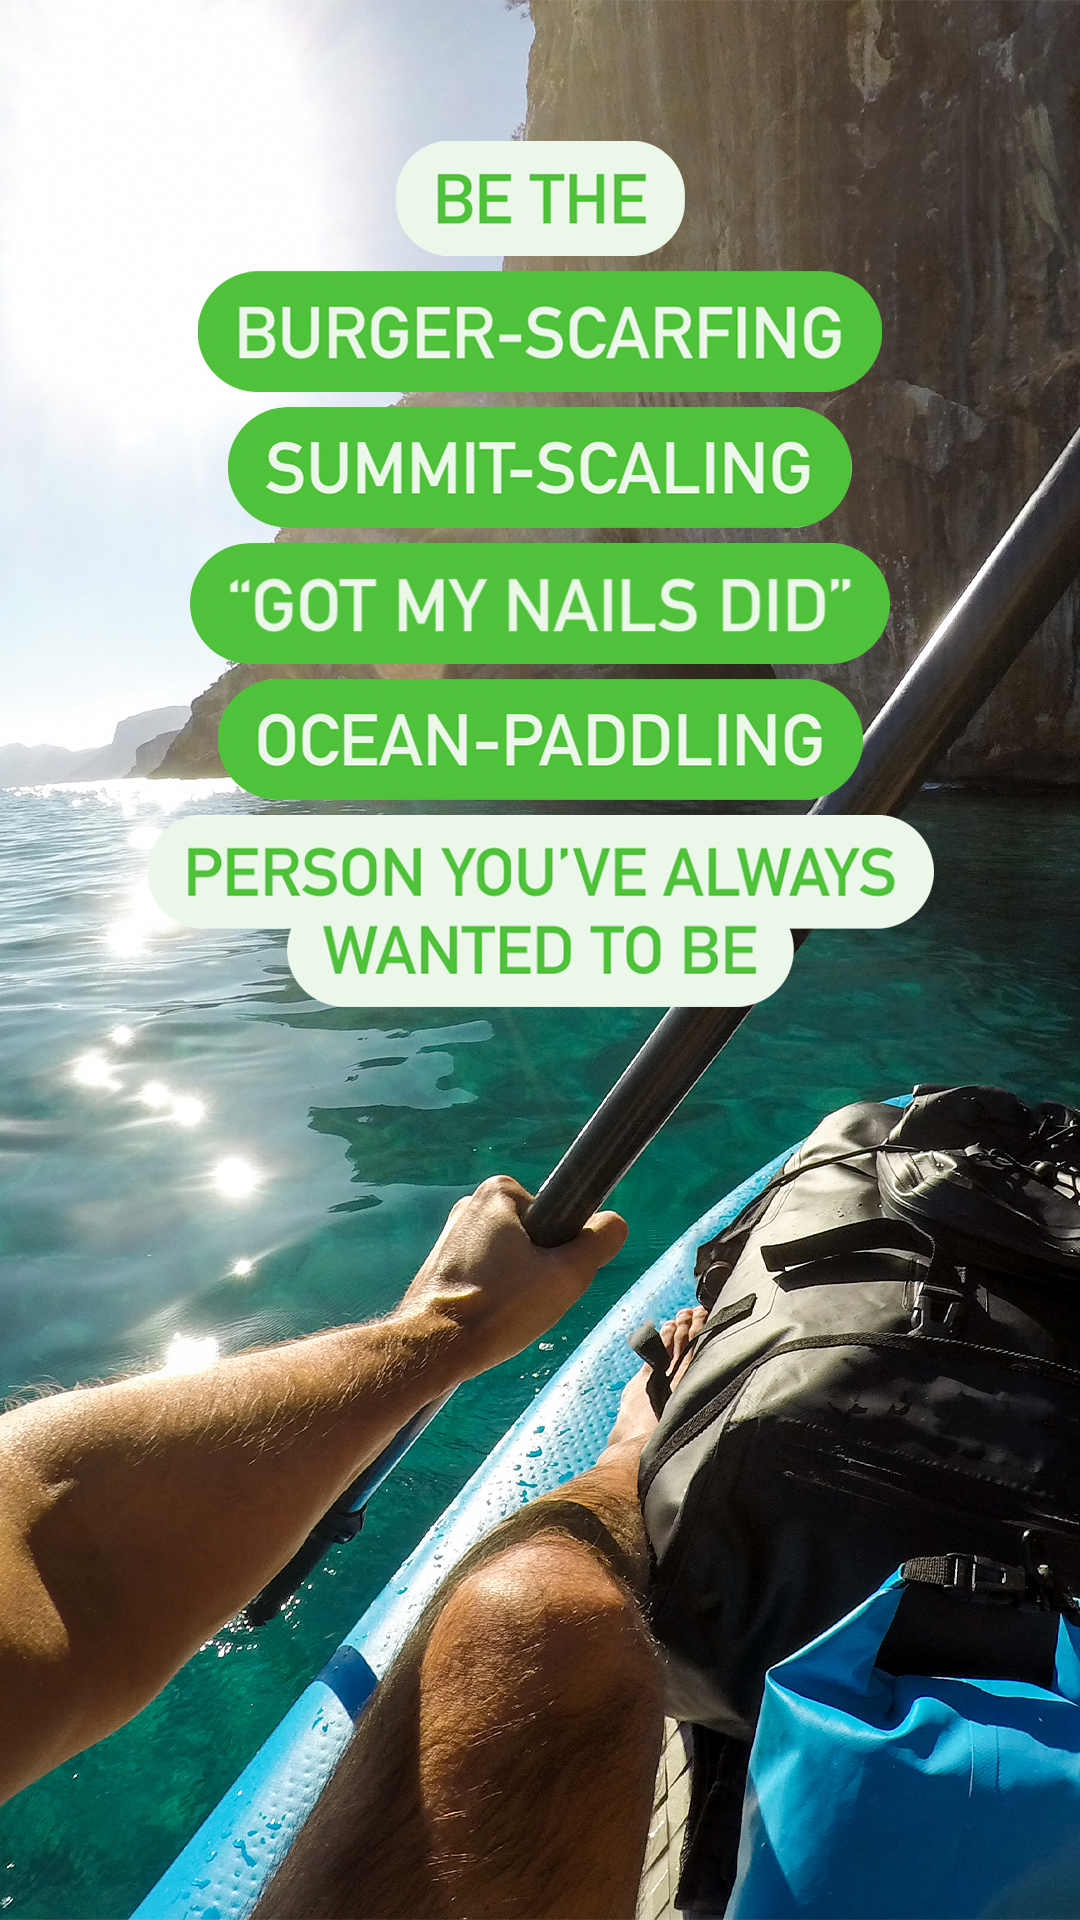 BE THE
BURGER-SCARFING
SUMMIT-SCALING
“GOT MY NAILS DID”
OCEAN-PADDLING
PERSON YOU’VE ALWAYS
WANTED TO BE